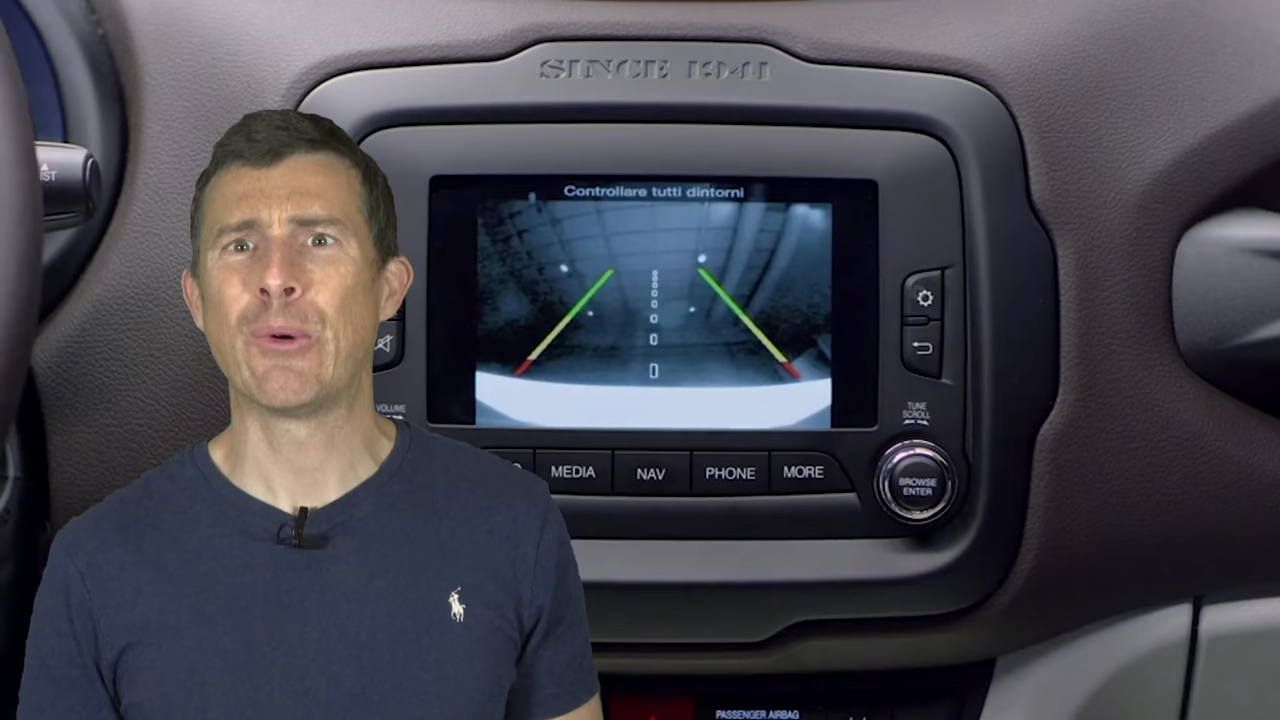 SINCE 1941
Controllare tutti dintorni
VOLUME
TUNE
SCROLL
MEDIA
NAV
PHONE
MORE
BROWSE
ENTER
PASSENGER AIRBAG